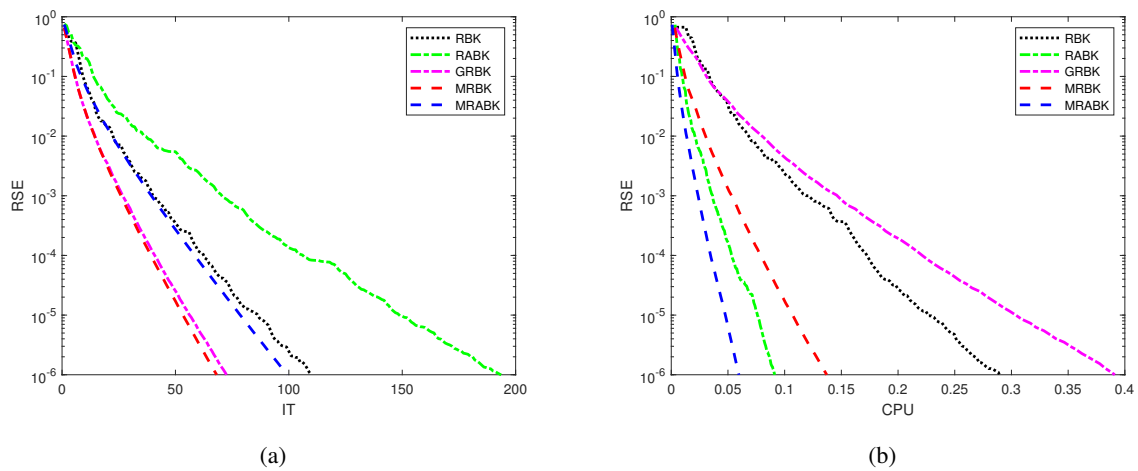 10^0
10^-1
10^-2
10^-3
10^-4
10^-5
10^-6
RSE
0 50 100 150 200
IT
RBK
RABK
GRBK
MRBK
MRABK
(a)
10^0
10^-1
10^-2
10^-3
10^-4
10^-5
10^-6
RSE
0 0.05 0.1 0.15 0.2 0.25 0.3 0.35 0.4
CPU
RBK
RABK
GRBK
MRBK
MRABK
(b)